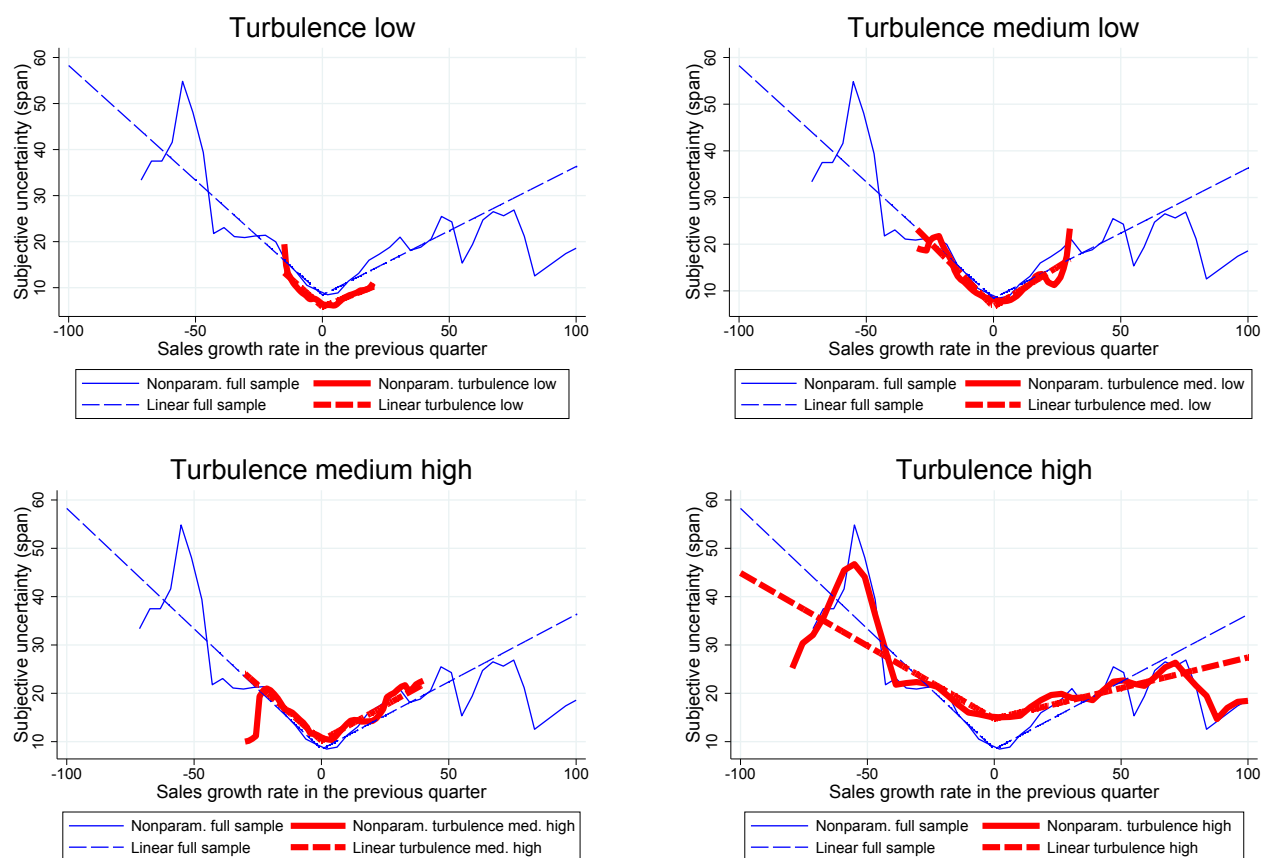 Turbulence low
Subjective uncertainty (span)
60
50
40
30
20
10
-100 -50 0 50 100
Sales growth rate in the previous quarter
Nonparam. full sample Nonparam. turbulence low
Linear full sample Linear turbulence low
Turbulence medium low
Subjective uncertainty (span)
60
50
40
30
20
10
-100 -50 0 50 100
Sales growth rate in the previous quarter
Nonparam. full sample Nonparam. turbulence med. low
Linear full sample Linear turbulence med. low
Turbulence medium high
Subjective uncertainty (span)
60
50
40
30
20
10
-100 -50 0 50 100
Sales growth rate in the previous quarter
Nonparam. full sample Nonparam. turbulence med. high
Linear full sample Linear turbulence med. high
Turbulence high
Subjective uncertainty (span)
60
50
40
30
20
10
-100 -50 0 50 100
Sales growth rate in the previous quarter
Nonparam. full sample Nonparam. turbulence high
Linear full sample Linear turbulence high